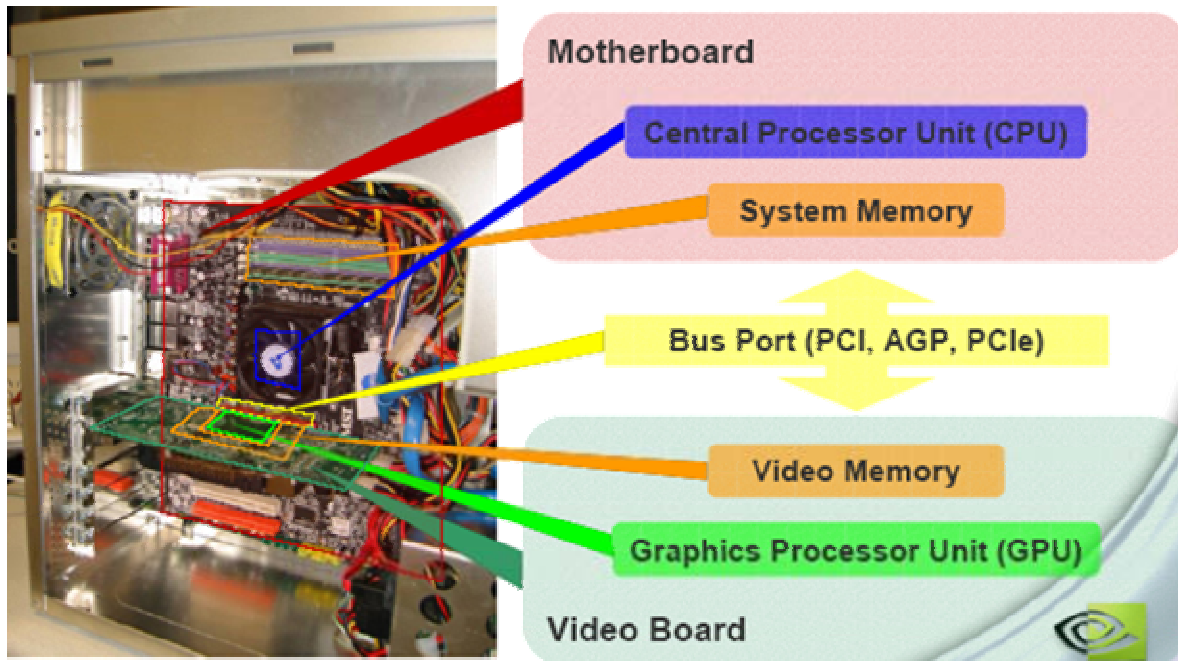 Motherboard
Central Processor Unit (CPU)
System Memory
Bus Port (PCI, AGP, PCIe)
Video Memory
Graphics Processor Unit (GPU)
Video Board